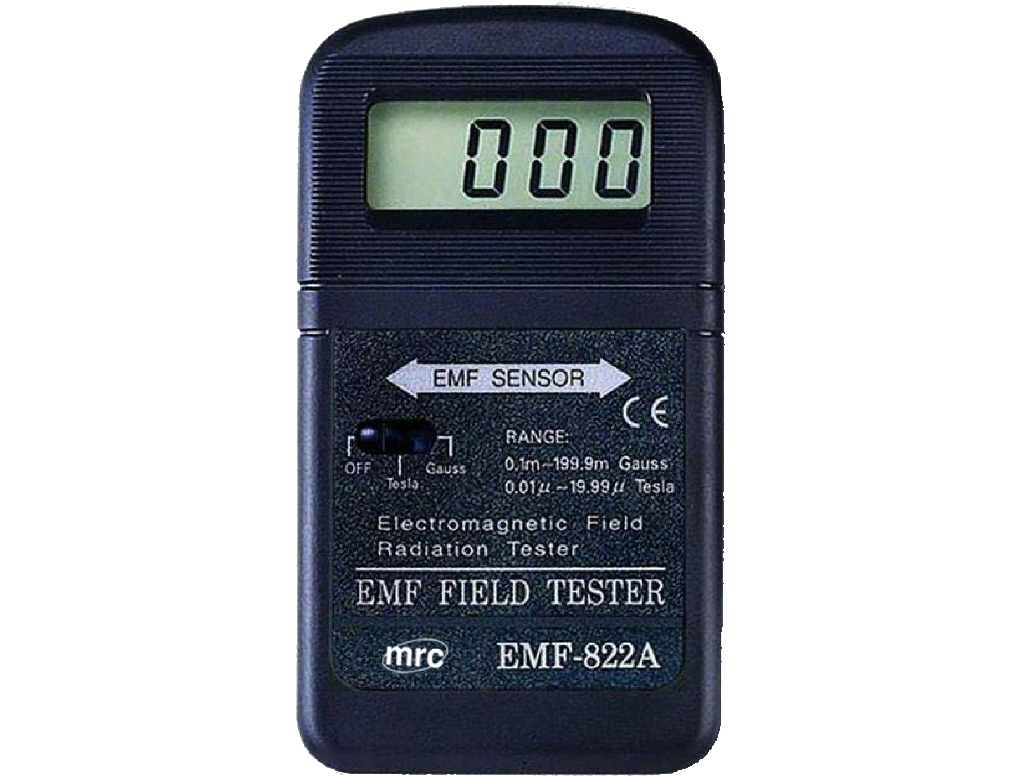 000
EMF SENSOR
CE
RANGE:
0.1m~199.9m Gauss
0.01μ~19.99μ Tesla
OFF
Tesla
Gauss
Electromagnetic Field
Radiation Tester
EMF FIELD TESTER
mrc
EMF-822A